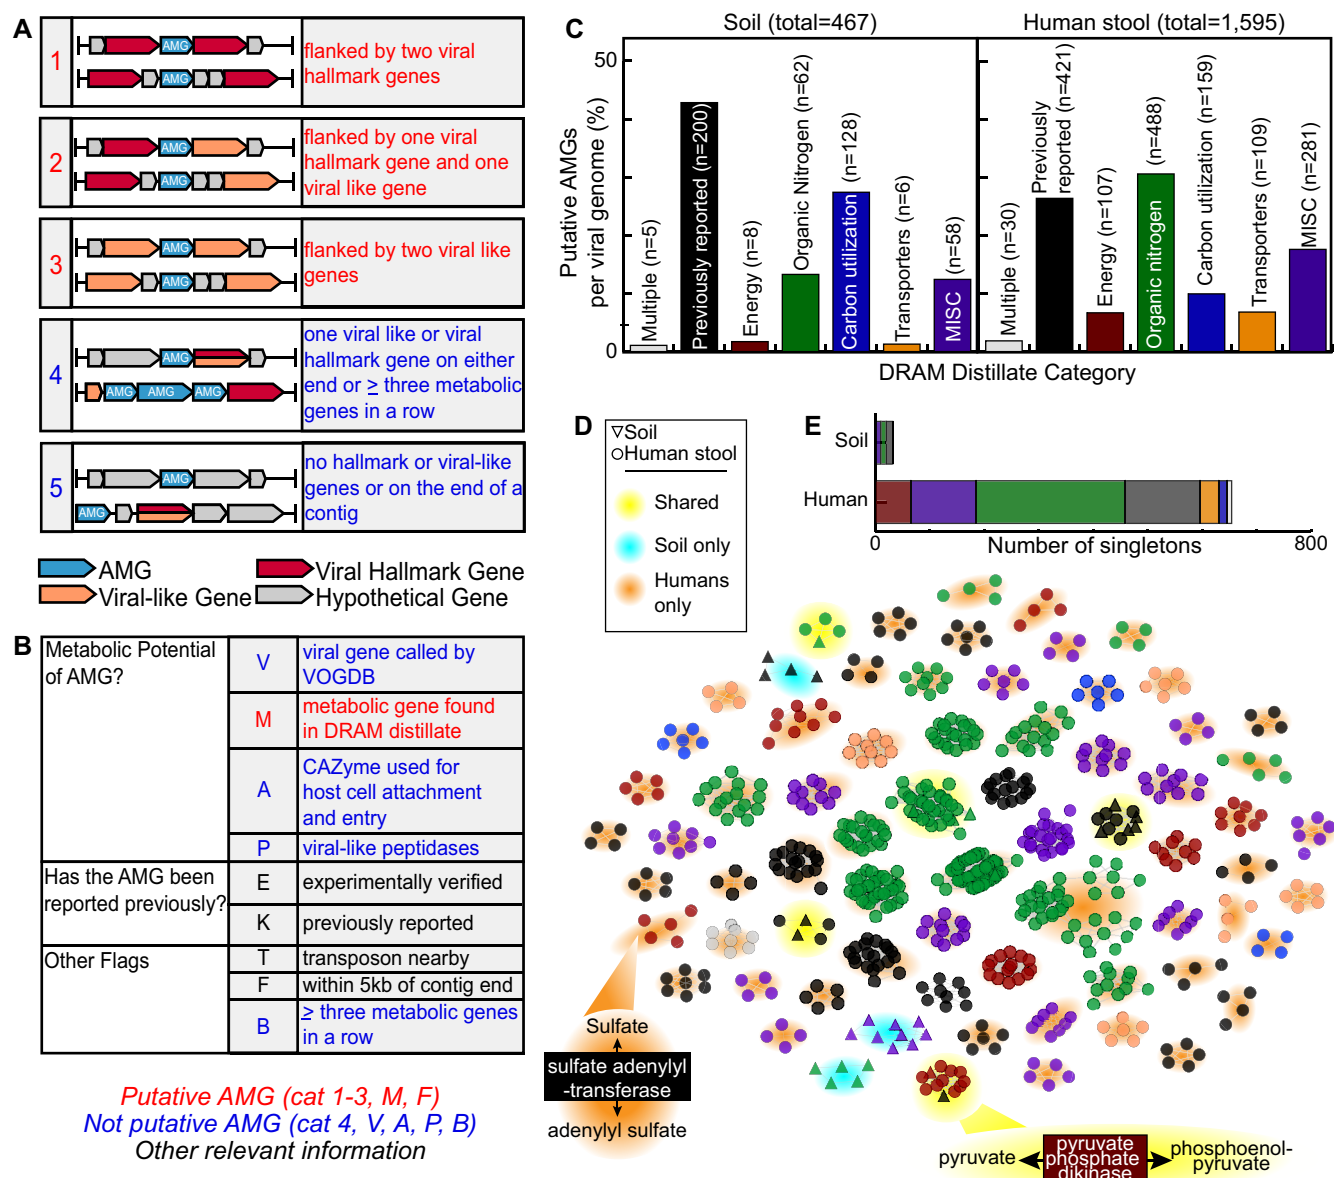 A
1
AMG
AMG
flanked by two viral
hallmark genes
2
AMG
AMG
flanked by one viral
hallmark gene and one
viral like gene
3
AMG
AMG
flanked by two viral like
genes
4
AMG
AMG AMG AMG
one viral like or viral
hallmark gene on either
end or ≥ three metabolic
genes in a row
5
AMG
AMG
no hallmark or viral-like
genes or on the end of a
contig
AMG
Viral Hallmark Gene
Viral-like Gene
Hypothetical Gene
B
Metabolic Potential
of AMG?
V
viral gene called by
VOGDB
M
metabolic gene found
in DRAM distillate
A
CAZyme used for
host cell attachment
and entry
P
viral-like peptidases
Has the AMG been
reported previously?
E
experimentally verified
K
previously reported
Other Flags
T
transposon nearby
F
within 5kb of contig end
B
≥ three metabolic genes
in a row
Putative AMG (cat 1-3, M, F)
Not putative AMG (cat 4, V, A, P, B)
Other relevant information
C
Soil (total=467)
Human stool (total=1,595)
Putative AMGs
per viral genome (%)
50
0
Multiple (n=5)
Previously reported (n=200)
Energy (n=8)
Organic Nitrogen (n=62)
Carbon utilization (n=128)
Transporters (n=6)
MISC (n=58)
Multiple (n=30)
Previously
reported (n=421)
Energy (n=107)
Organic nitrogen (n=488)
Carbon utilization (n=159)
Transporters (n=109)
MISC (n=281)
DRAM Distillate Category
D
Soil
Human stool
Shared
Soil only
Humans
only
E
Soil
Human
0
Number of singletons
800
Sulfate
sulfate adenylyl
-transferase
adenylyl sulfate
pyruvate
pyruvate
phosphate
dikinase
phosphoenol-
pyruvate